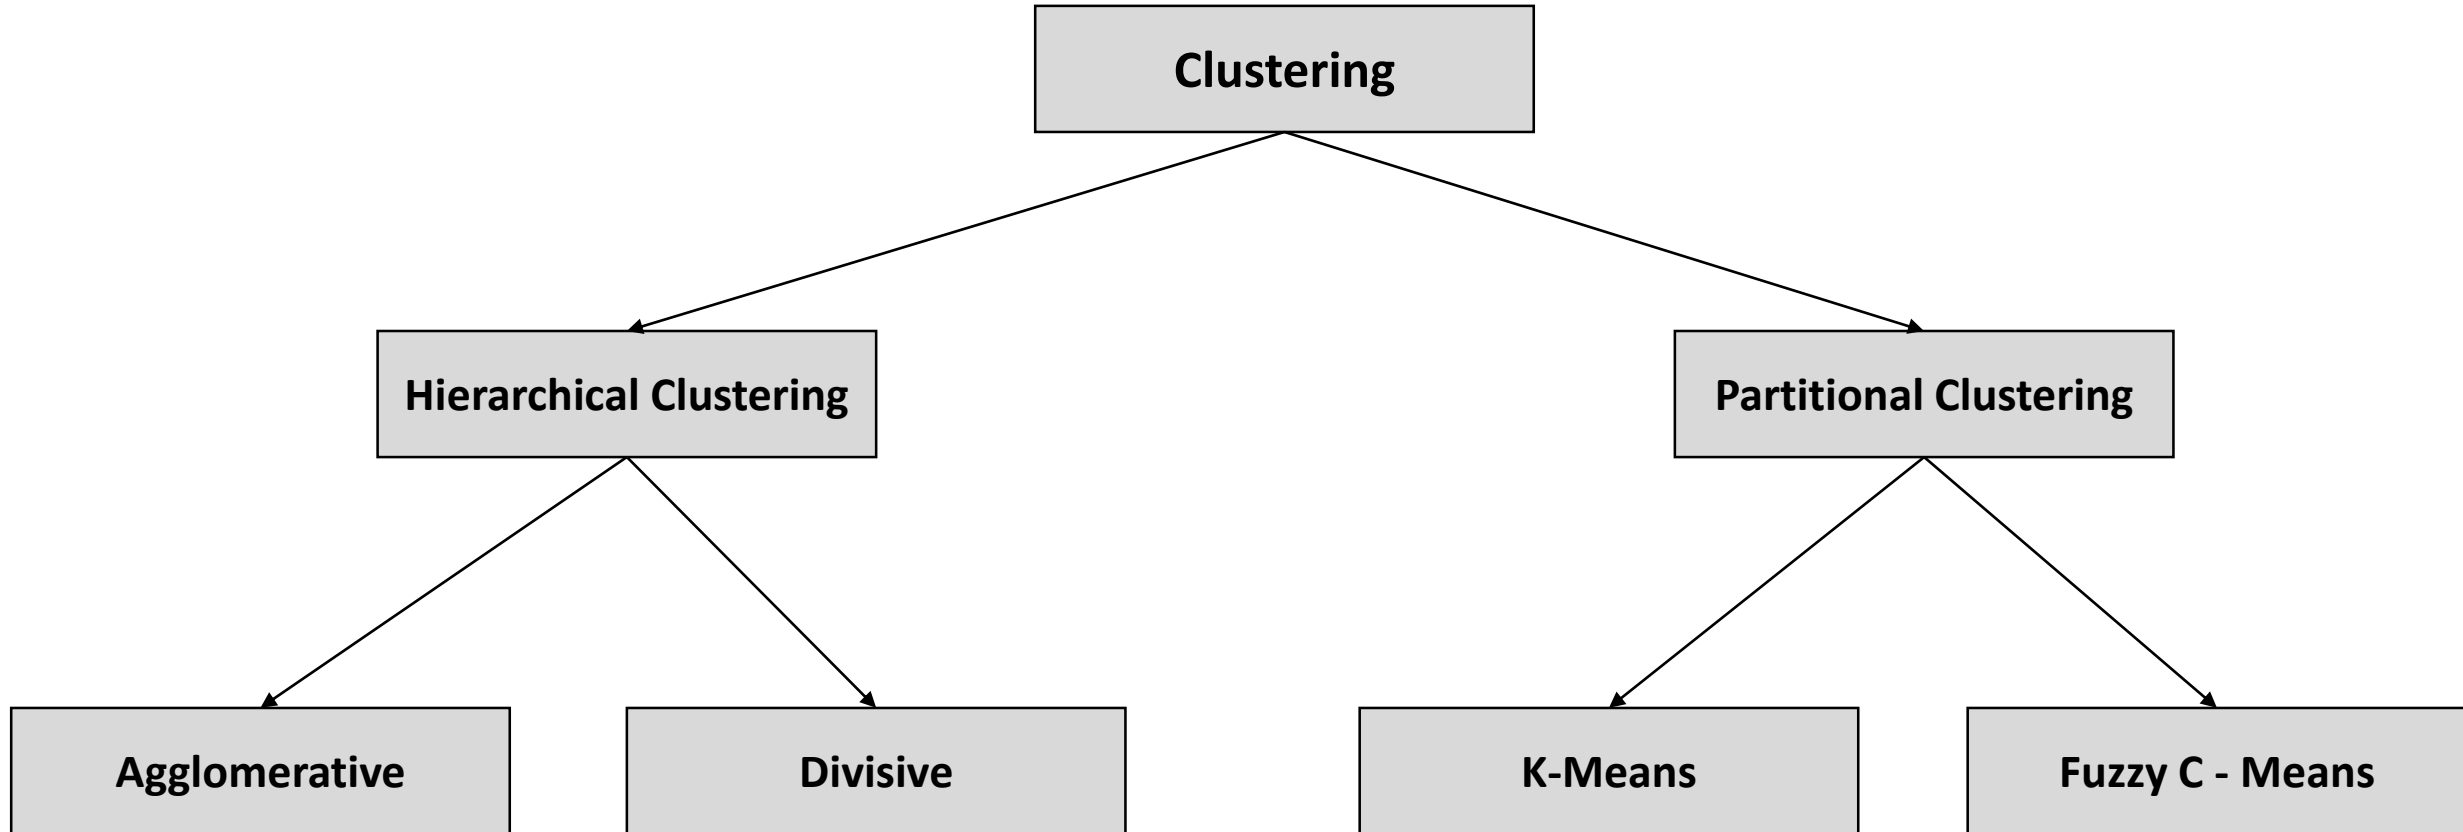 Clustering
Hierarchical Clustering
Partitional Clustering
Agglomerative
Divisive
K-Means
Fuzzy C - Means